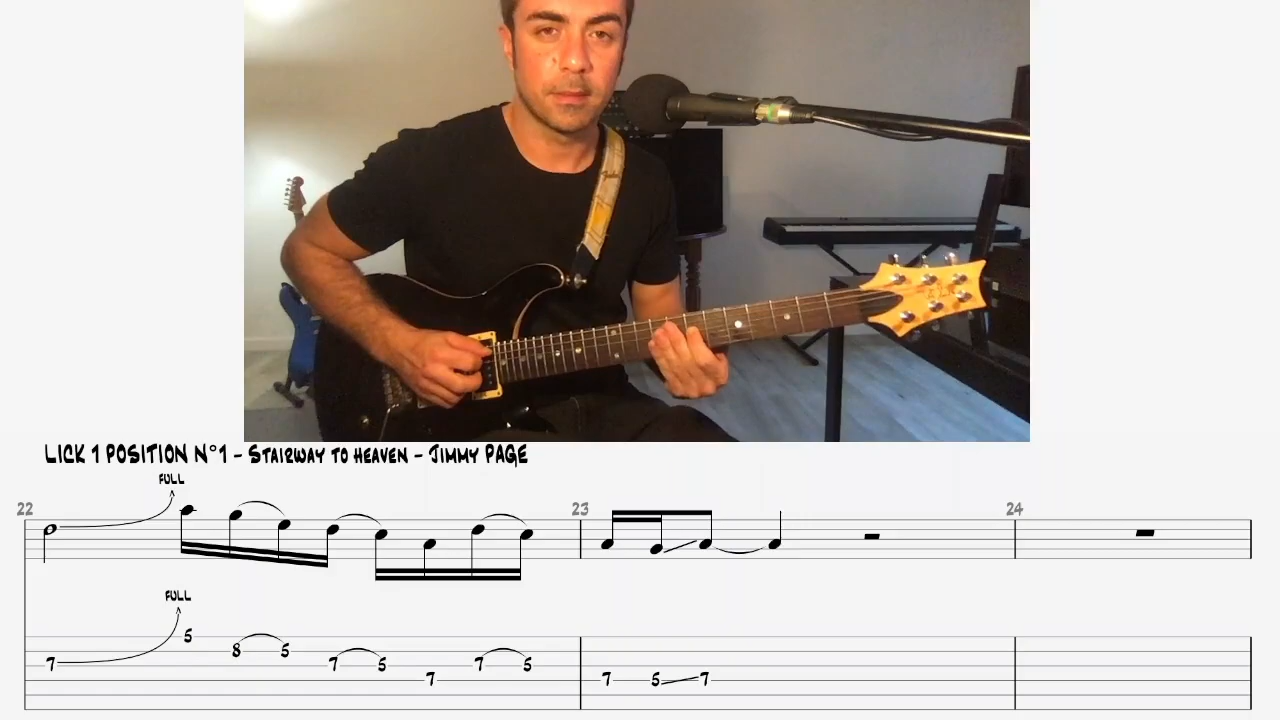 LICK 1 POSITION N°1 - STAIRWAY TO HEAVEN - JIMMY PAGE
FULL
22 23 24
FULL
5
8 5
7 7 5 7 5
7 7 5 7